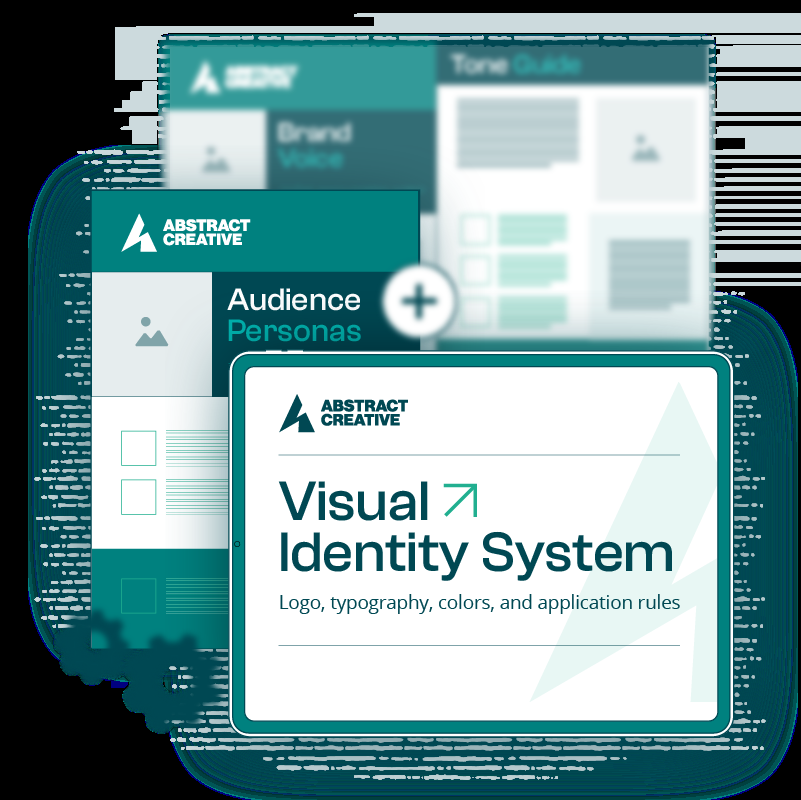 ABSTRACT
CREATIVE
Tone Guide
Brand
Voice
ABSTRACT
CREATIVE
Audience
Personas
ABSTRACT
CREATIVE
Visual
Identity System
Logo, typography, colors, and application rules